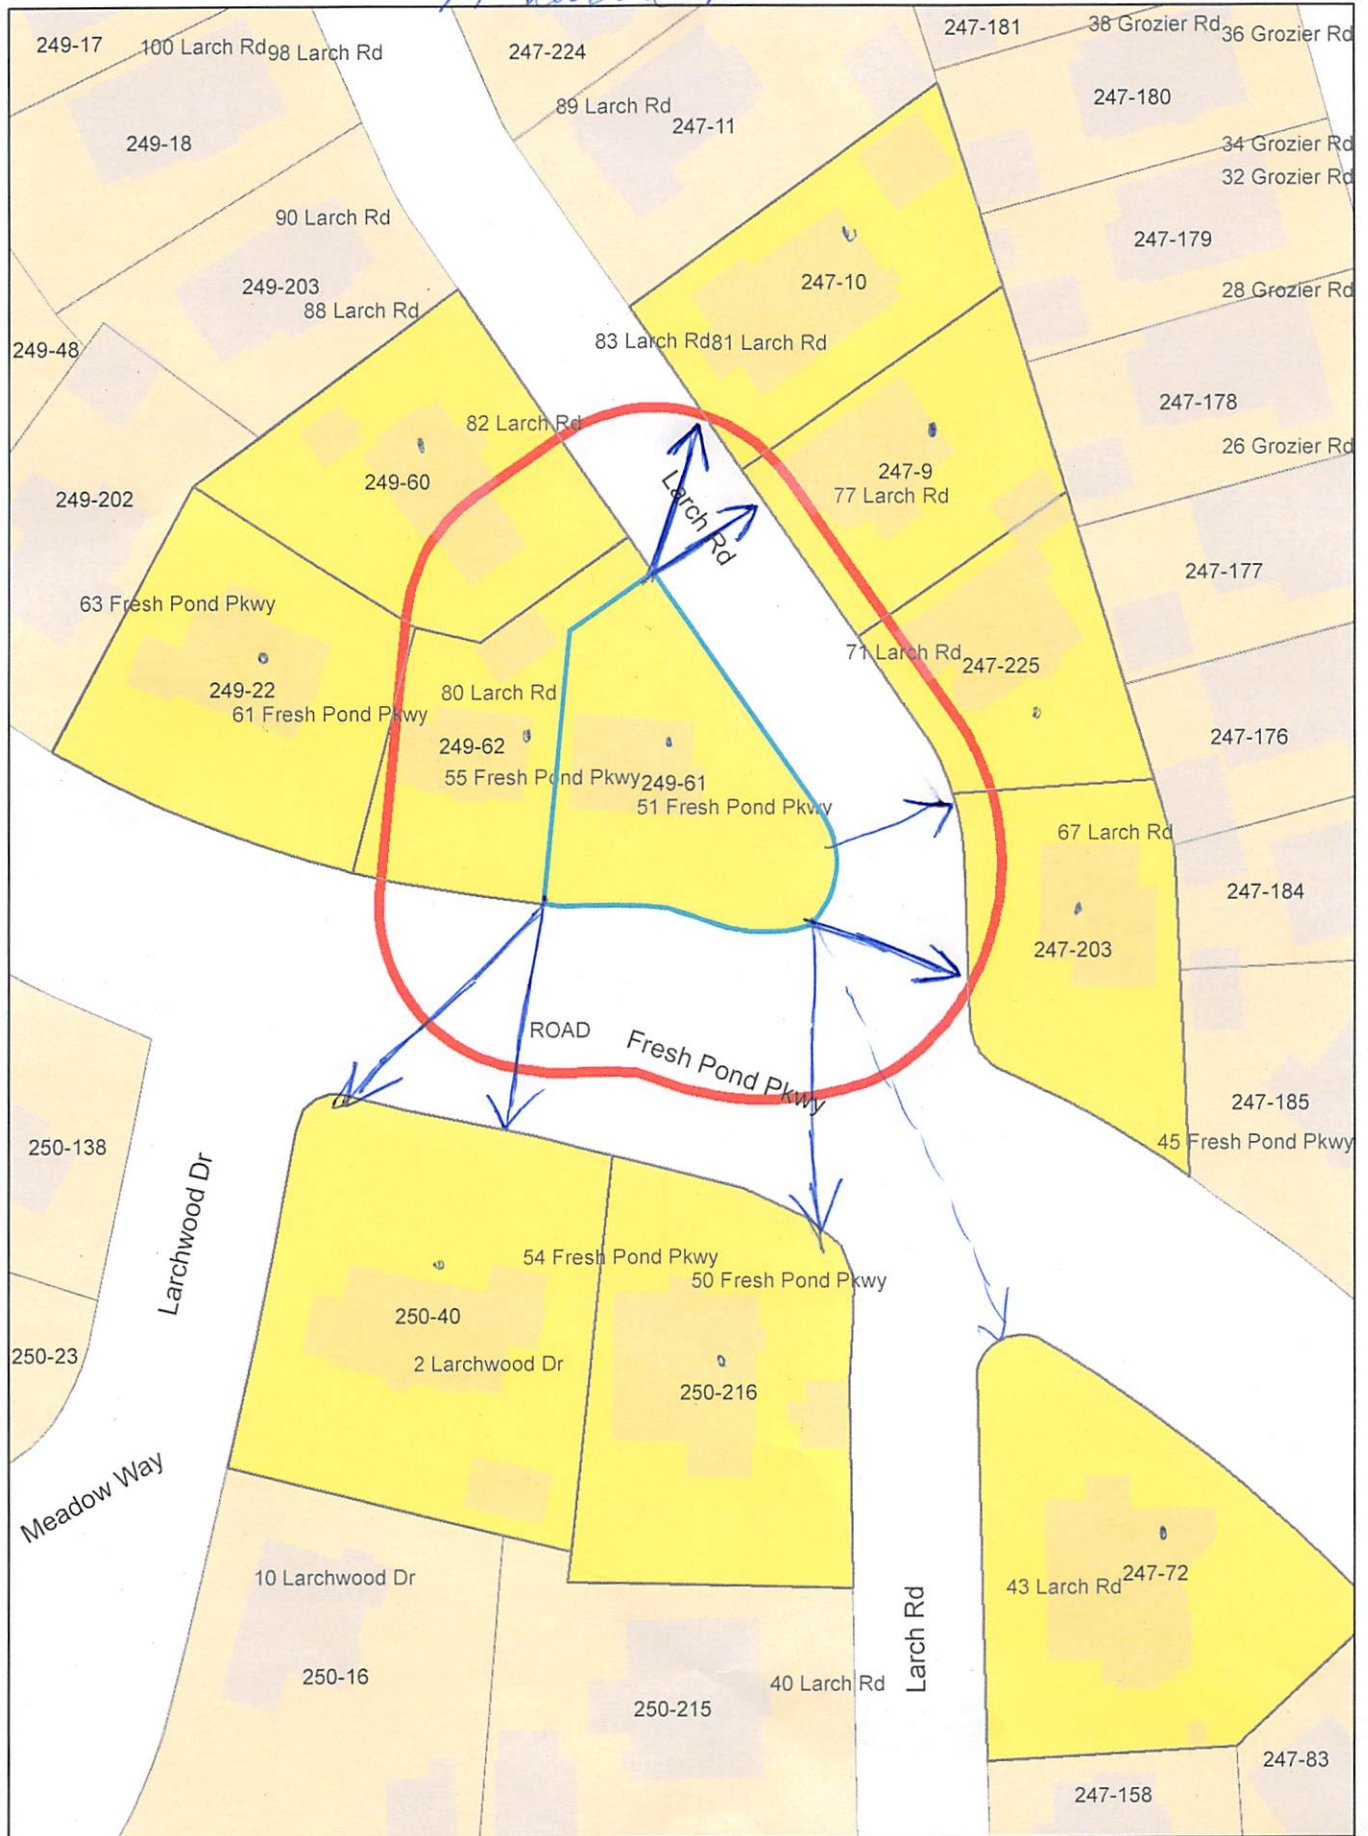 249-17
100 Larch Rd
98 Larch Rd
247-224
247-181
38 Grozier Rd
36 Grozier Rd
89 Larch Rd
247-11
247-180
249-18
34 Grozier Rd
32 Grozier Rd
90 Larch Rd
247-179
249-203
247-10
28 Grozier Rd
88 Larch Rd
249-48
83 Larch Rd
81 Larch Rd
247-178
82 Larch Rd
26 Grozier Rd
249-60
247-9
249-202
77 Larch Rd
Larch Rd
247-177
63 Fresh Pond Pkwy
71 Larch Rd
247-225
249-22
80 Larch Rd
61 Fresh Pond Pkwy
247-176
249-62
55 Fresh Pond Pkwy
249-61
51 Fresh Pond Pkwy
67 Larch Rd
247-184
247-203
ROAD
Fresh Pond Pkwy
247-185
45 Fresh Pond Pkwy
250-138
Larchwood Dr
54 Fresh Pond Pkwy
50 Fresh Pond Pkwy
250-40
250-23
2 Larchwood Dr
250-216
Meadow Way
10 Larchwood Dr
43 Larch Rd
247-72
Larch Rd
250-16
40 Larch Rd
250-215
247-83
247-158